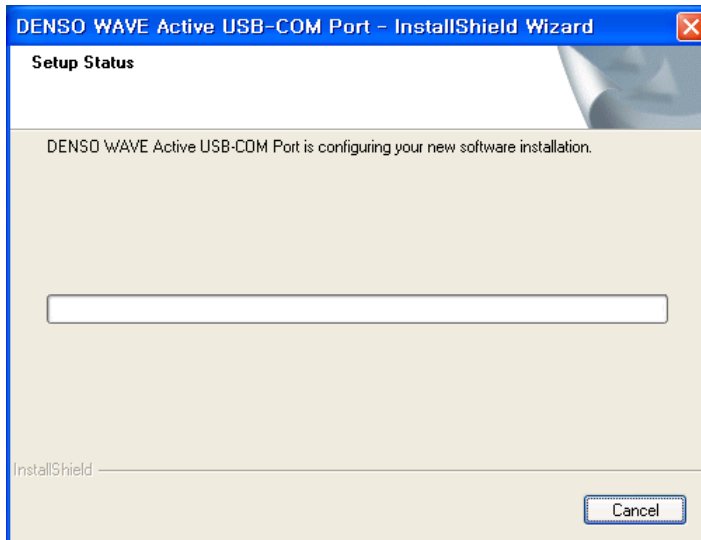 DENSO WAVE Active USB-COM Port - InstallShield Wizard
Setup Status
DENSO WAVE Active USB-COM Port is configuring your new software installation.
InstallShield
Cancel